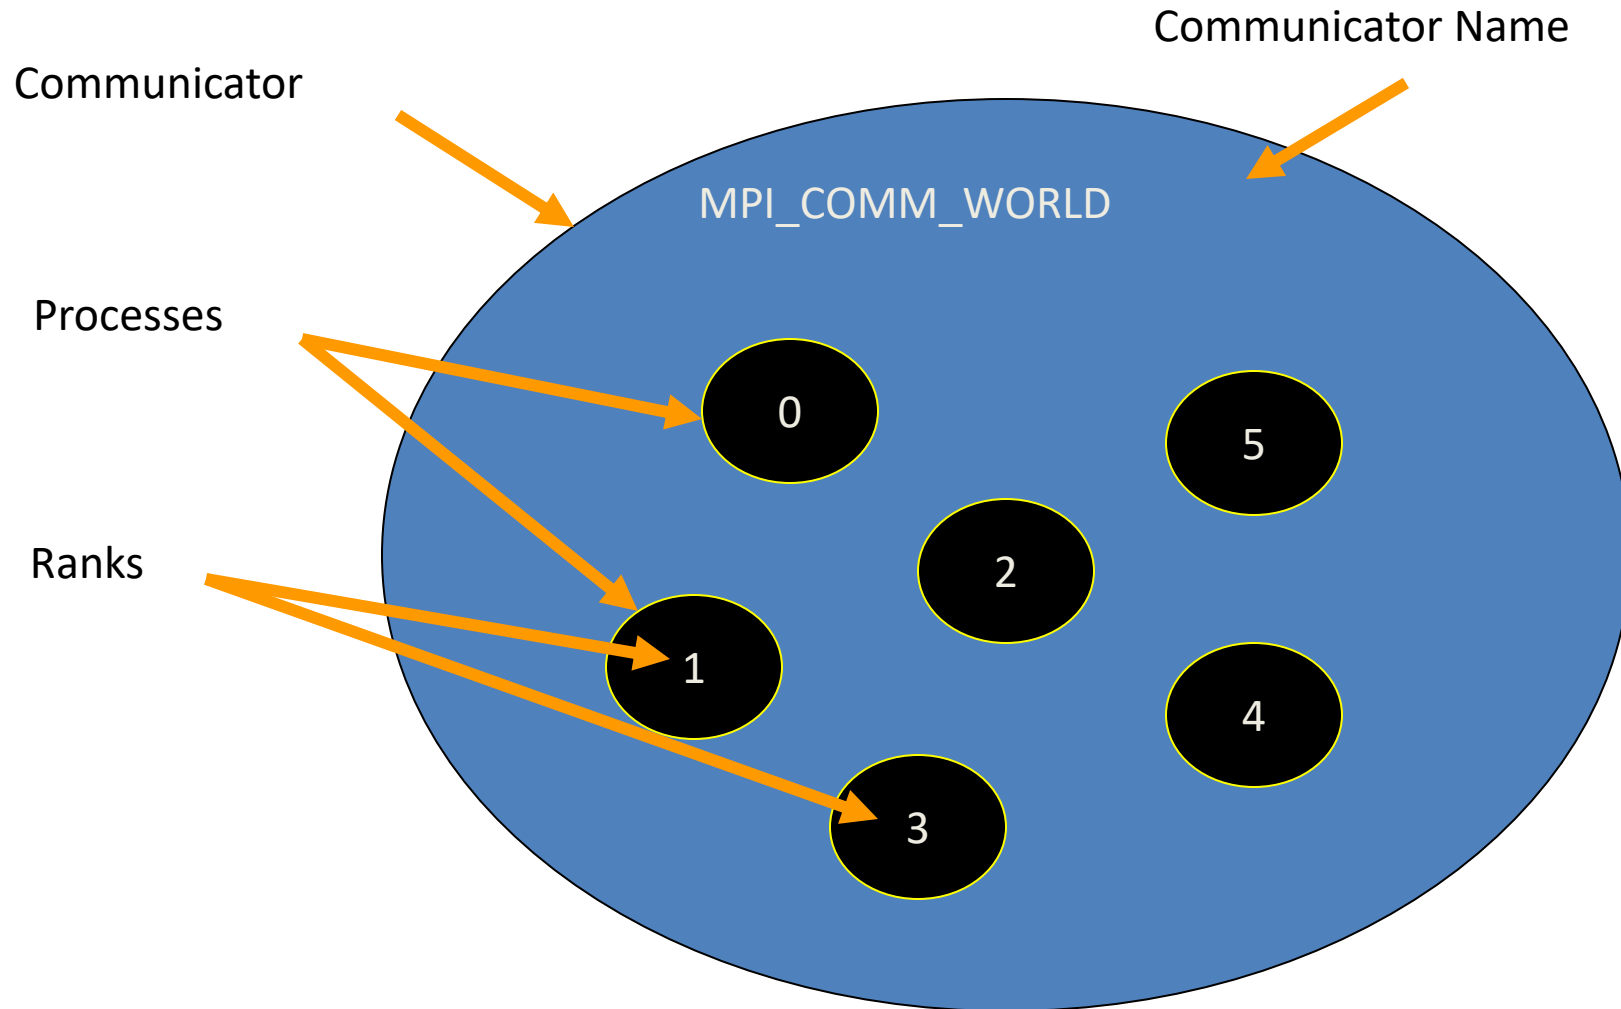 Communicator Name
Communicator
MPI_COMM_WORLD
Processes
0
5
Ranks
2
1
4
3